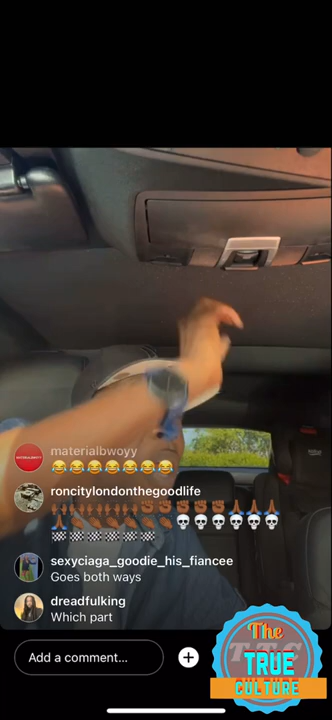 materialbwoyy
😂😂😂😂😂😂😂
roncitylondonthegoodlife
sexyciaga_goodie_his_fiancee
Goes both ways
dreadfulking
Which part
Add a comment...
The
TRUE
CULTURE